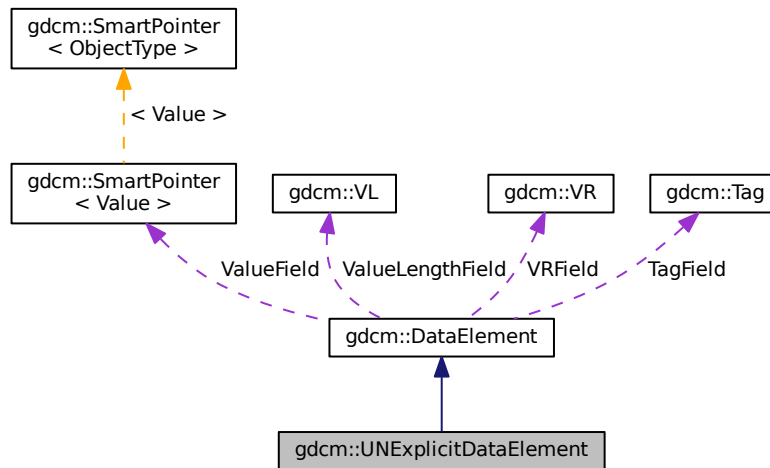 gdcm::SmartPointer
< ObjectType >
< Value >
gdcm::SmartPointer
< Value >
gdcm::VL
gdcm::VR
gdcm::Tag
ValueField
ValueLengthField
VRField
TagField
gdcm::DataElement
gdcm::UNExplicitDataElement